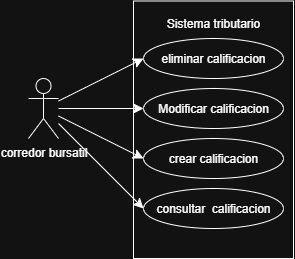 Sistema tributario
eliminar calificacion
Modificar calificacion
corredor bursatil
crear calificacion
consultar calificacion